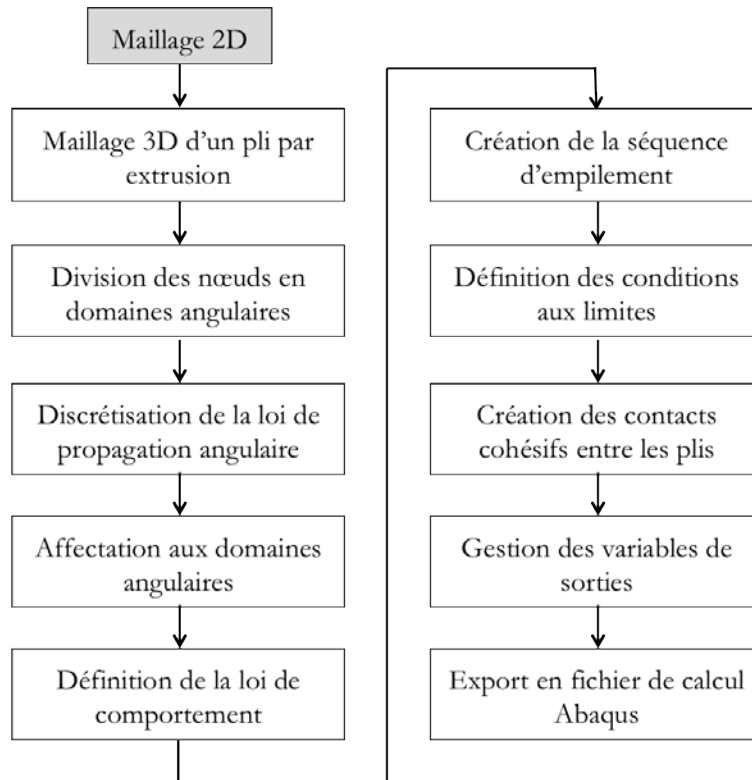 Maillage 2D
Maillage 3D d'un pli par
extrusion
Division des nœuds en
domaines angulaires
Discrétisation de la loi de
propagation angulaire
Affectation aux domaines
angulaires
Définition de la loi de
comportement
Création de la séquence
d'empilement
Définition des conditions
aux limites
Création des contacts
cohésifs entre les plis
Gestion des variables de
sorties
Export en fichier de calcul
Abaqus